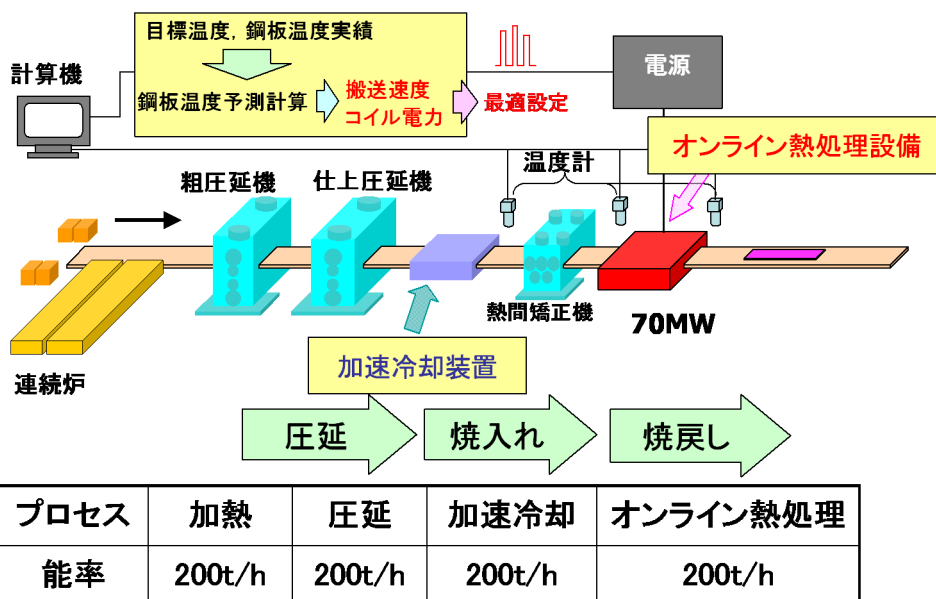 目標温度，鋼板温度実績
計算機
鋼板温度予測計算
搬送速度
コイル電力
最適設定
電源
オンライン熱処理設備
温度計
粗圧延機
仕上圧延機
熱間矯正機
70MW
連続炉
加速冷却装置
圧延
焼入れ
焼戻し
プロセス 加熱 圧延 加速冷却 オンライン熱処理
能率 200t/h 200t/h 200t/h 200t/h